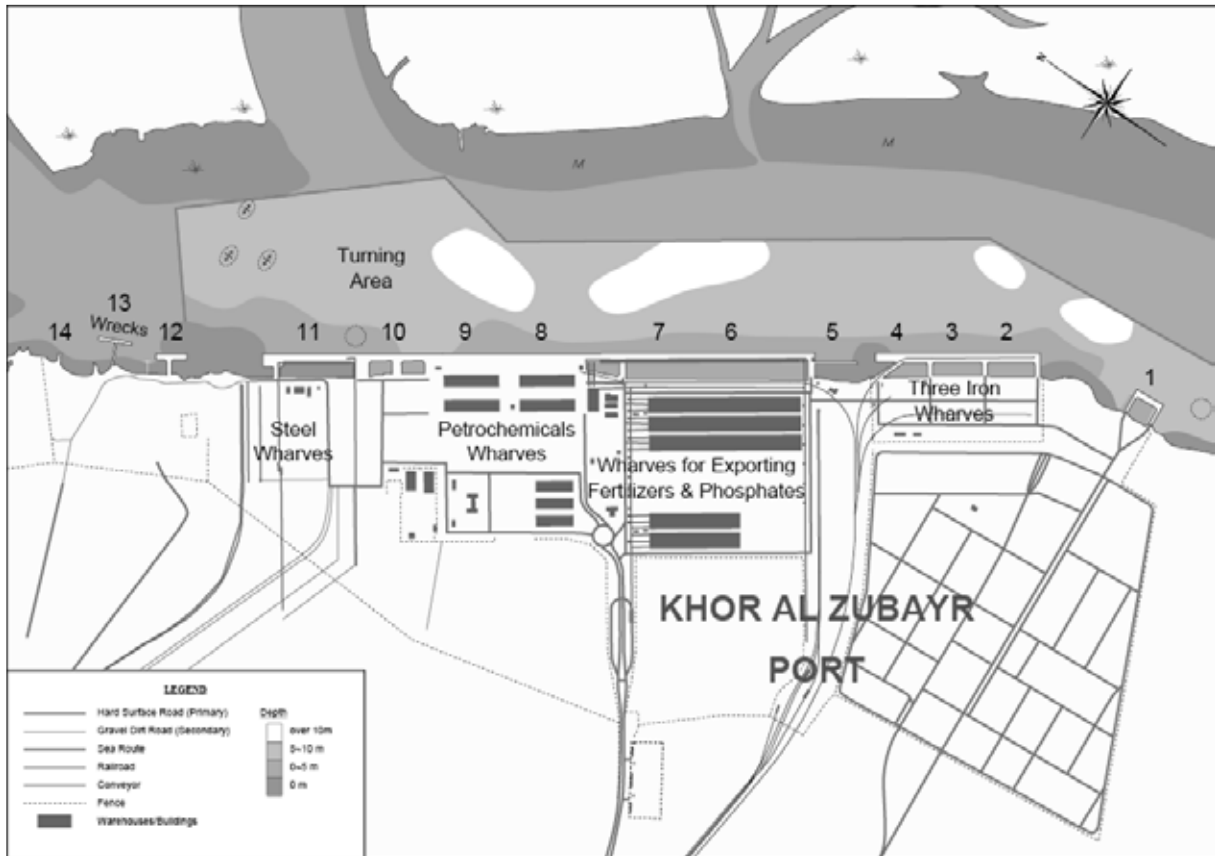 N
M
M
Turning
Area
13
Wrecks
14
12
11
10
9
8
7
6
5
4
3
2
1
Steel
Wharves
Petrochemicals
Wharves
Wharves for Exporting
Fertilizers & Phosphates
Three Iron
Wharves
KHOR AL ZUBAYR
PORT
LEGEND
Hard Surface Road (Primary)
Gravel Dirt Road (Secondary)
Sea Route
Railroad
Conveyor
Fence
Warehouses/Buildings
Depth
over 10m
5~10 m
0~5 m
0 m